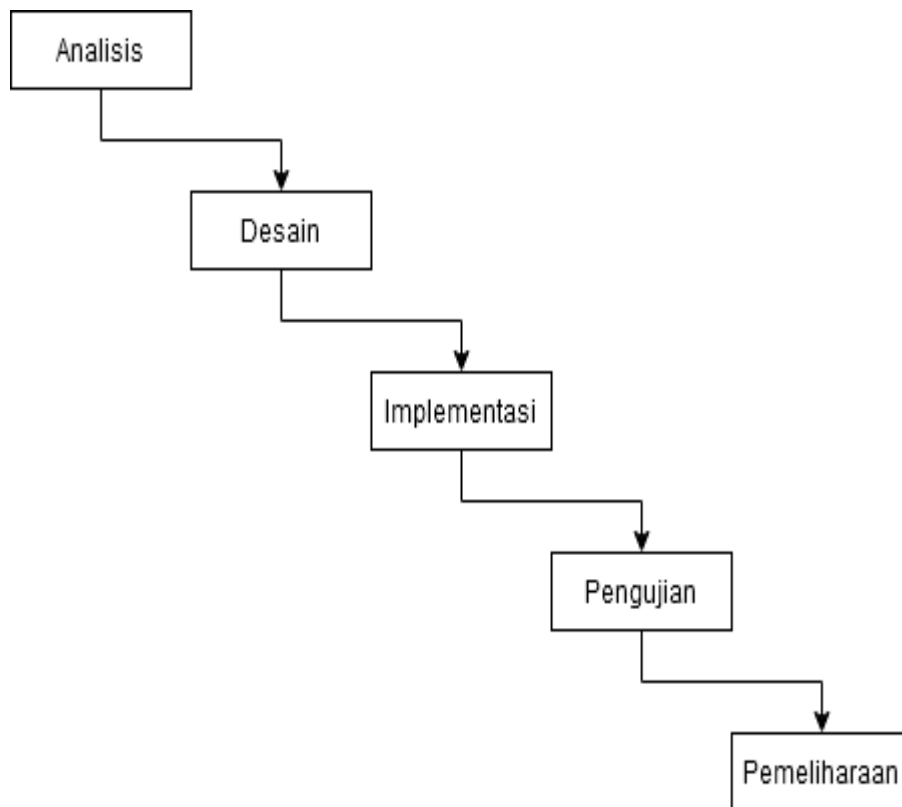 Analisis
Desain
Implementasi
Pengujian
Pemeliharaan